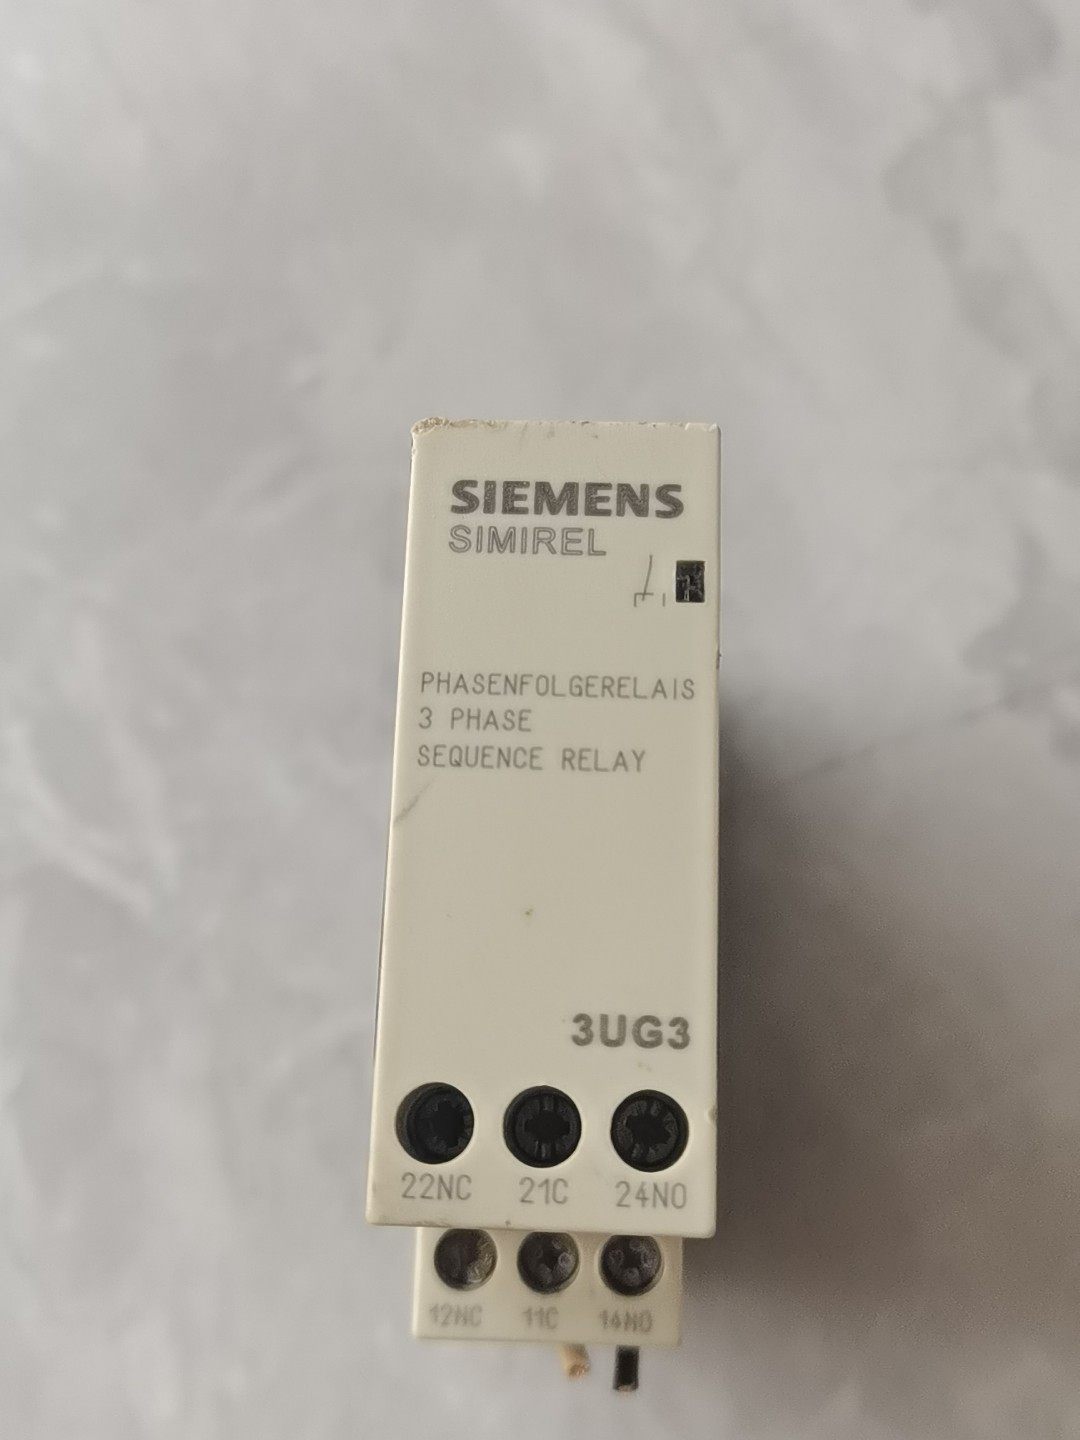 SIEMENS
SIMIREL
PHASENFOLGERELAIS
3 PHASE
SEQUENCE RELAY
3UG3
22NC 21C 24NO
12NC 11C 14NO